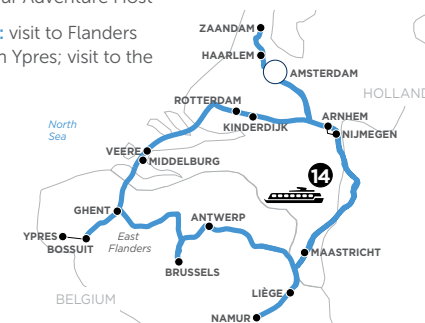 ar Adventure Host
: visit to Flanders
n Ypres; visit to the
ZAANDAM
HAARLEM
AMSTERDAM
HOLLAND
ROTTERDAM
KINDERDIJK
ARNHEM
NIJMEGEN
North
Sea
VEERE
MIDDELBURG
14
GHENT
ANTWERP
YPRES
BOSSUIT
East
Flanders
BRUSSELS
MAASTRICHT
LIÈGE
BELGIUM
NAMUR